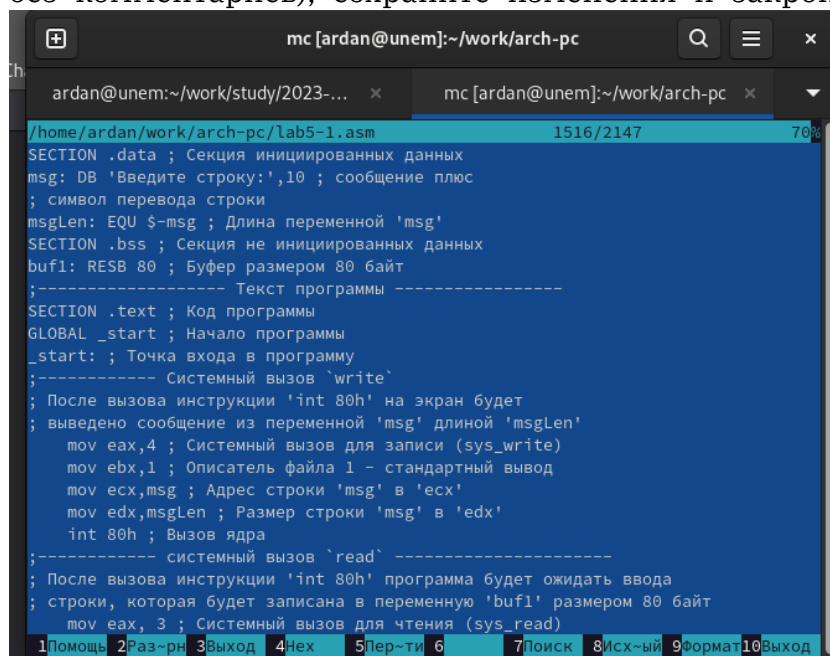 без комментариев), сохраните изменения и закрой
mc [ardan@unem]:~/work/arch-pc
ardan@unem:~/work/study/2023-... × mc [ardan@unem]:~/work/arch-pc ×
/home/ardan/work/arch-pc/lab5-1.asm 1516/2147 70%
SECTION .data ; Секция инициированных данных
msg: DB 'Введите строку:',10 ; сообщение плюс
; символ перевода строки
msgLen: EQU $-msg ; Длина переменной 'msg'
SECTION .bss ; Секция не инициированных данных
buf1: RESB 80 ; Буфер размером 80 байт
;------------------- Текст программы -----------------
SECTION .text ; Код программы
GLOBAL _start ; Начало программы
_start: ; Точка входа в программу
;------------ Системный вызов `write`
; После вызова инструкции 'int 80h' на экран будет
; выведено сообщение из переменной 'msg' длиной 'msgLen'
mov eax,4 ; Системный вызов для записи (sys_write)
mov ebx,1 ; Описатель файла 1 - стандартный вывод
mov ecx,msg ; Адрес строки 'msg' в 'ecx'
mov edx,msgLen ; Размер строки 'msg' в 'edx'
int 80h ; Вызов ядра
;------------ системный вызов `read` ----------------------
; После вызова инструкции 'int 80h' программа будет ожидать ввода
; строки, которая будет записана в переменную 'buf1' размером 80 байт
mov eax, 3 ; Системный вызов для чтения (sys_read)
1Помощь 2Раз~рн 3Выход 4Hex 5Пер~ти 6 7Поиск 8Исх~ый 9Формат 10Выход